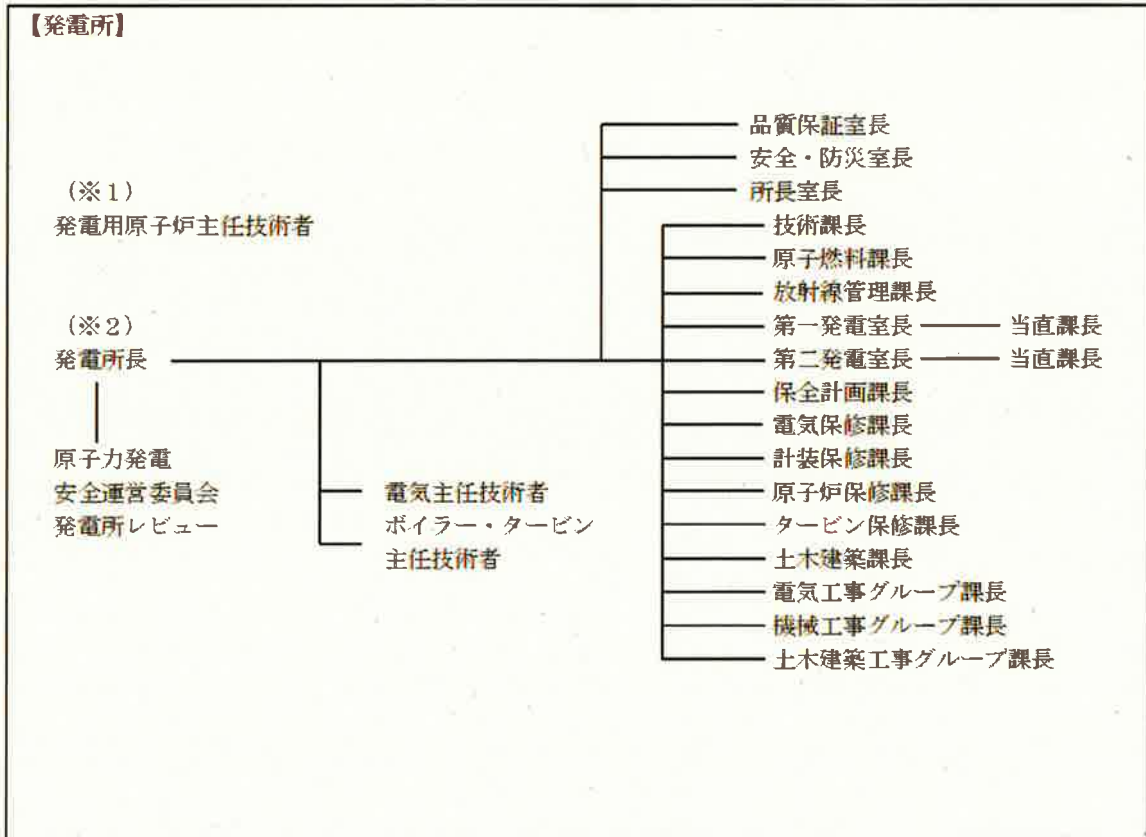 【発電所】
品質保証室長
安全・防災室長
(※1)
所長室長
発電用原子炉主任技術者
技術課長
原子燃料課長
放射線管理課長
(※2)
第一発電室長
当直課長
発電所長
第二発電室長
当直課長
保全計画課長
電気保修課長
計装保修課長
原子炉保修課長
タービン保修課長
土木建築課長
電気工事グループ課長
機械工事グループ課長
土木建築工事グループ課長
原子力発電
安全運営委員会
発電所レビュー
電気主任技術者
ボイラー・タービン
主任技術者